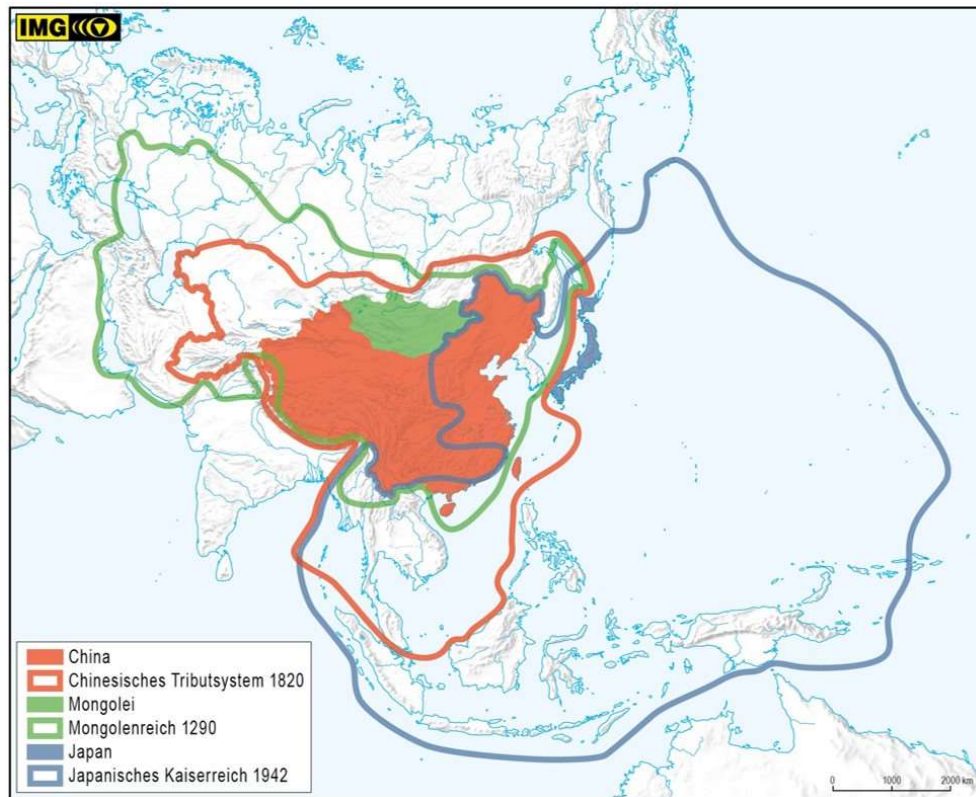 IMG
China
Chinesisches Tributsystem 1820
Mongolei
Mongolenreich 1290
Japan
Japanisches Kaiserreich 1942
0 1000 2000 km